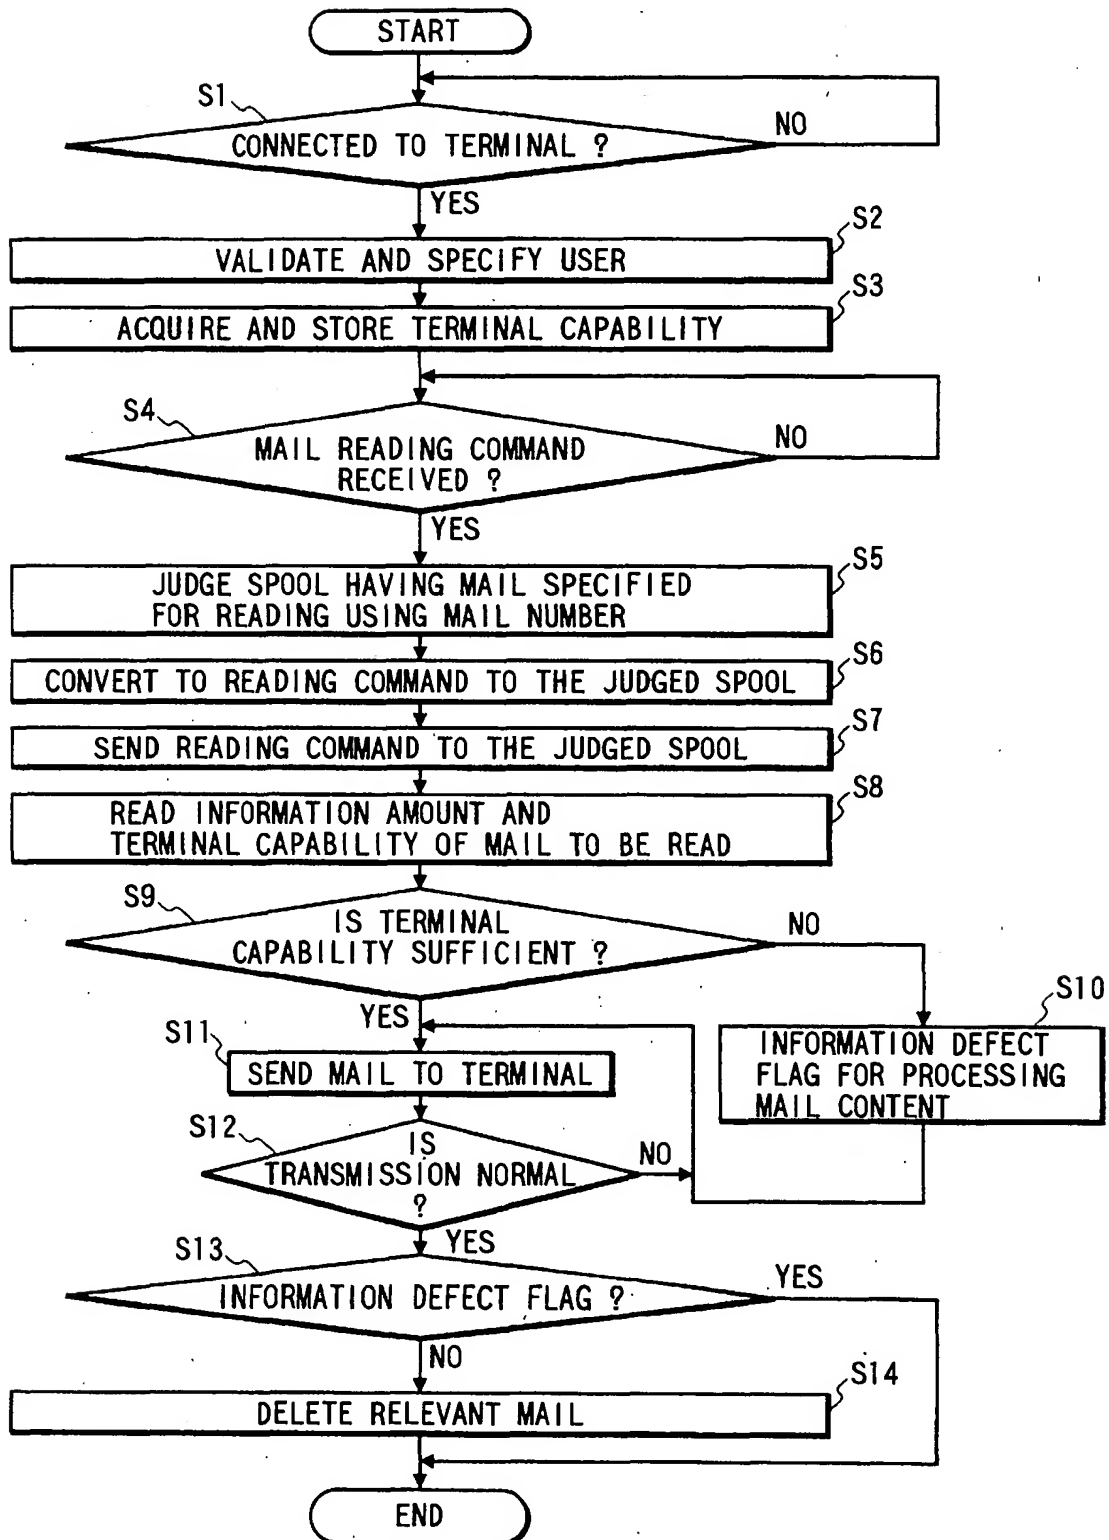 START
S1
CONNECTED TO TERMINAL ?
NO
YES
S2
VALIDATE AND SPECIFY USER
S3
ACQUIRE AND STORE TERMINAL CAPABILITY
S4
MAIL READING COMMAND
RECEIVED ?
NO
YES
S5
JUDGE SPOOL HAVING MAIL SPECIFIED
FOR READING USING MAIL NUMBER
S6
CONVERT TO READING COMMAND TO THE JUDGED SPOOL
S7
SEND READING COMMAND TO THE JUDGED SPOOL
S8
READ INFORMATION AMOUNT AND
TERMINAL CAPABILITY OF MAIL TO BE READ
S9
IS TERMINAL
CAPABILITY SUFFICIENT ?
NO
YES
S10
INFORMATION DEFECT
FLAG FOR PROCESSING
MAIL CONTENT
S11
SEND MAIL TO TERMINAL
S12
IS
TRANSMISSION NORMAL
?
NO
YES
S13
INFORMATION DEFECT FLAG ?
YES
NO
S14
DELETE RELEVANT MAIL
END